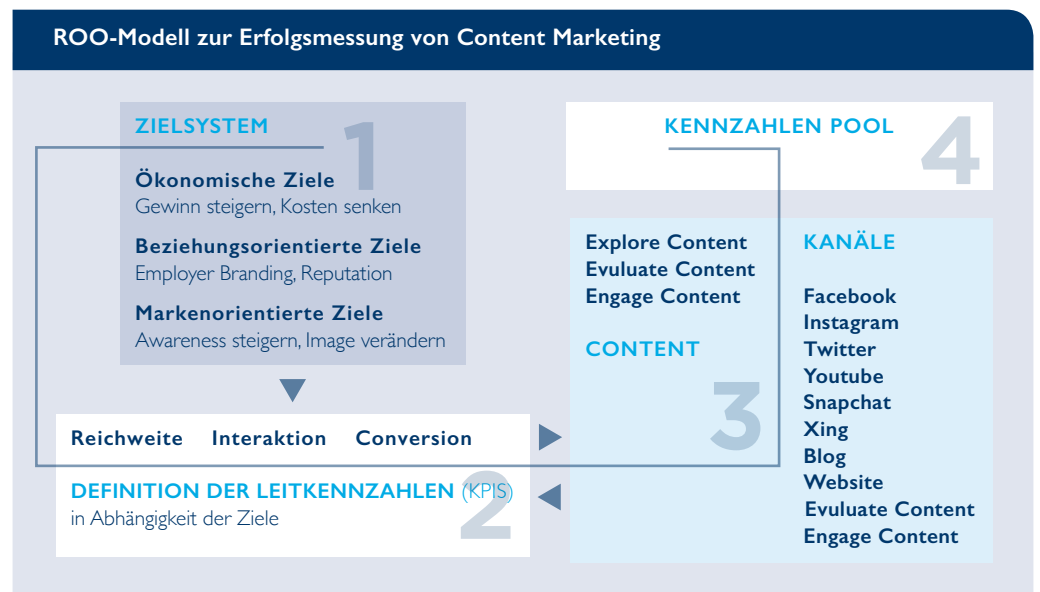 ROO-Modell zur Erfolgsmessung von Content Marketing
ZIELSYSTEM
1
Ökonomische Ziele
Gewinn steigern, Kosten senken
Beziehungsorientierte Ziele
Employer Branding, Reputation
Markenorientierte Ziele
Awareness steigern, Image verändern
Reichweite Interaktion Conversion
DEFINITION DER LEITKENNZAHLEN (KPIS)
in Abhängigkeit der Ziele
2
Explore Content
Evuluate Content
Engage Content
CONTENT
3
KANÄLE
Facebook
Instagram
Twitter
Youtube
Snapchat
Xing
Blog
Website
Evuluate Content
Engage Content
KENNZAHLEN POOL
4